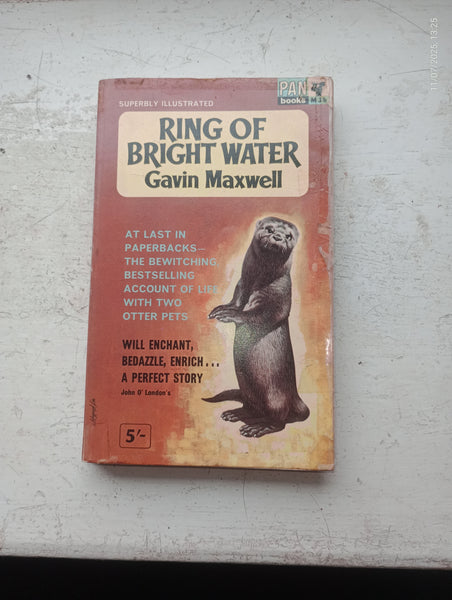 11/07/2025, 13:25
SUPERBLY ILLUSTRATED
PAN
books
RING OF
BRIGHT WATER
Gavin Maxwell
AT LAST IN
PAPERBACKS—
THE BEWITCHING,
BESTSELLING
ACCOUNT OF LIFE
WITH TWO
OTTER PETS
WILL ENCHANT,
BEDAZZLE, ENRICH...
A PERFECT STORY
John O' London's
5/-